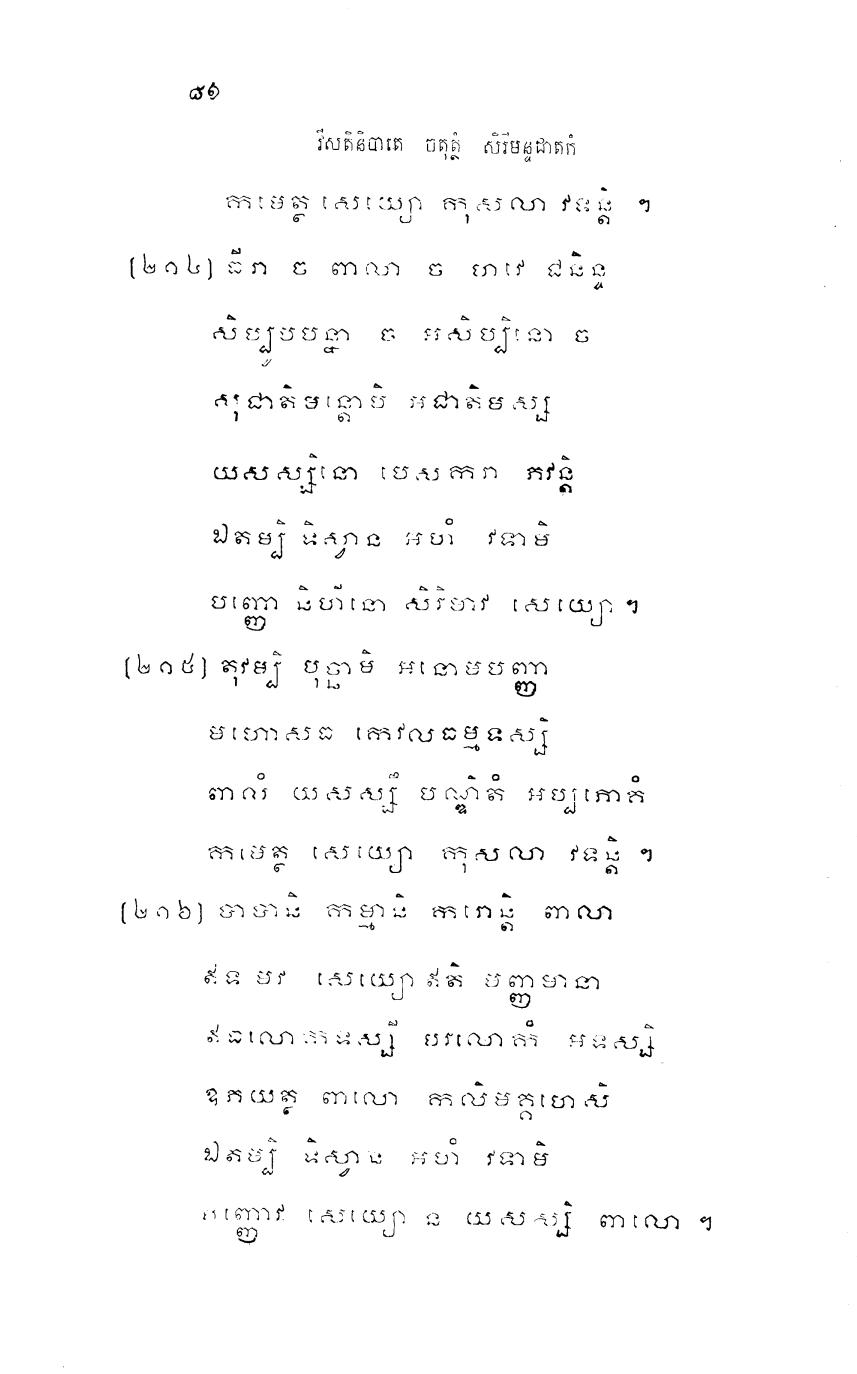 ៨៦
វីសតិនិបាតេ ចតុត្ថំ សិរីមន្ទជាតកំ
កមេត្ថ សេយ្យោ កុសលា វទន្តិ ។
(២១៤) ធីរា ច ពាលា ច ហវេ ជនិន្ទ
សិប្បូបបន្នា ច អសិប្បិនោ ច
សុជាតិមន្តោបិ អជាតិមស្ស
យសស្សិនោ បេសករា ភវន្តិ
ឯតម្បិ ទិស្វាន អហំ វទាមិ
បញ្ញោ និហីនោ សិរិមាវ សេយ្យោ ។
(២១៥) តុវម្បិ បុច្ឆាមិ អនោមបញ្ញា
មហោសធ កេវលធម្មទស្សិ
ពាលំ យសស្សឹ បណ្ឌិតំ អប្បភោគំ
កមេត្ថ សេយ្យោ កុសលា វទន្តិ ។
(២១៦) បាបានិ កម្មានិ ករោន្តិ ពាលា
ឥទមេវ សេយ្យោ ឥតិ មញ្ញមានា
ឥធលោកទស្សី បរលោកំ អទស្សិ
ឧភយត្ថ ពាលោ កលិមគ្គហេសិ
ឯតម្បិ ទិស្វាន អហំ វទាមិ
បញ្ញោវ សេយ្យោ ន យសស្សិ ពាលោ ។